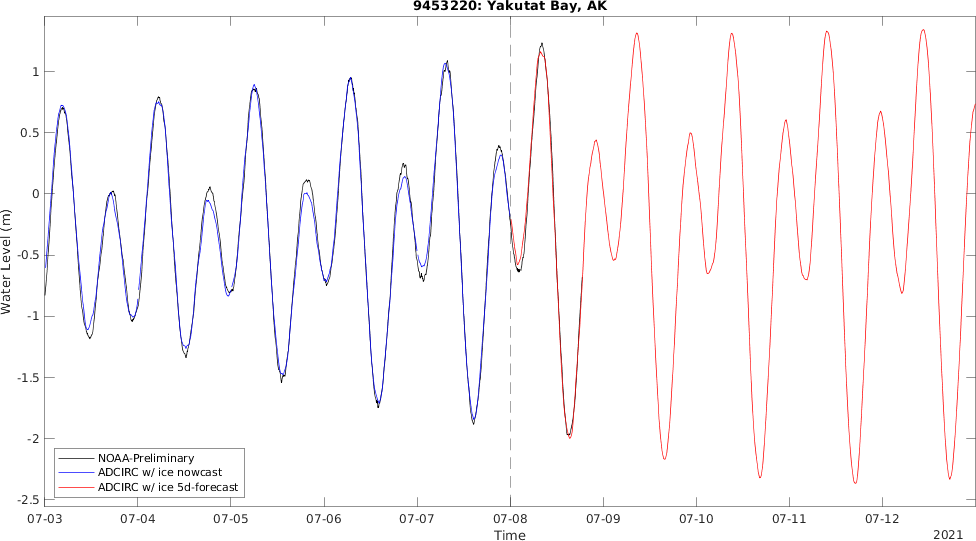 9453220: Yakutat Bay, AK
Water Level (m)
1
0.5
0
-0.5
-1
-1.5
-2
-2.5
NOAA-Preliminary
ADCIRC w/ ice nowcast
ADCIRC w/ ice 5d-forecast
07-03 07-04 07-05 07-06 07-07 07-08 07-09 07-10 07-11 07-12
Time
2021